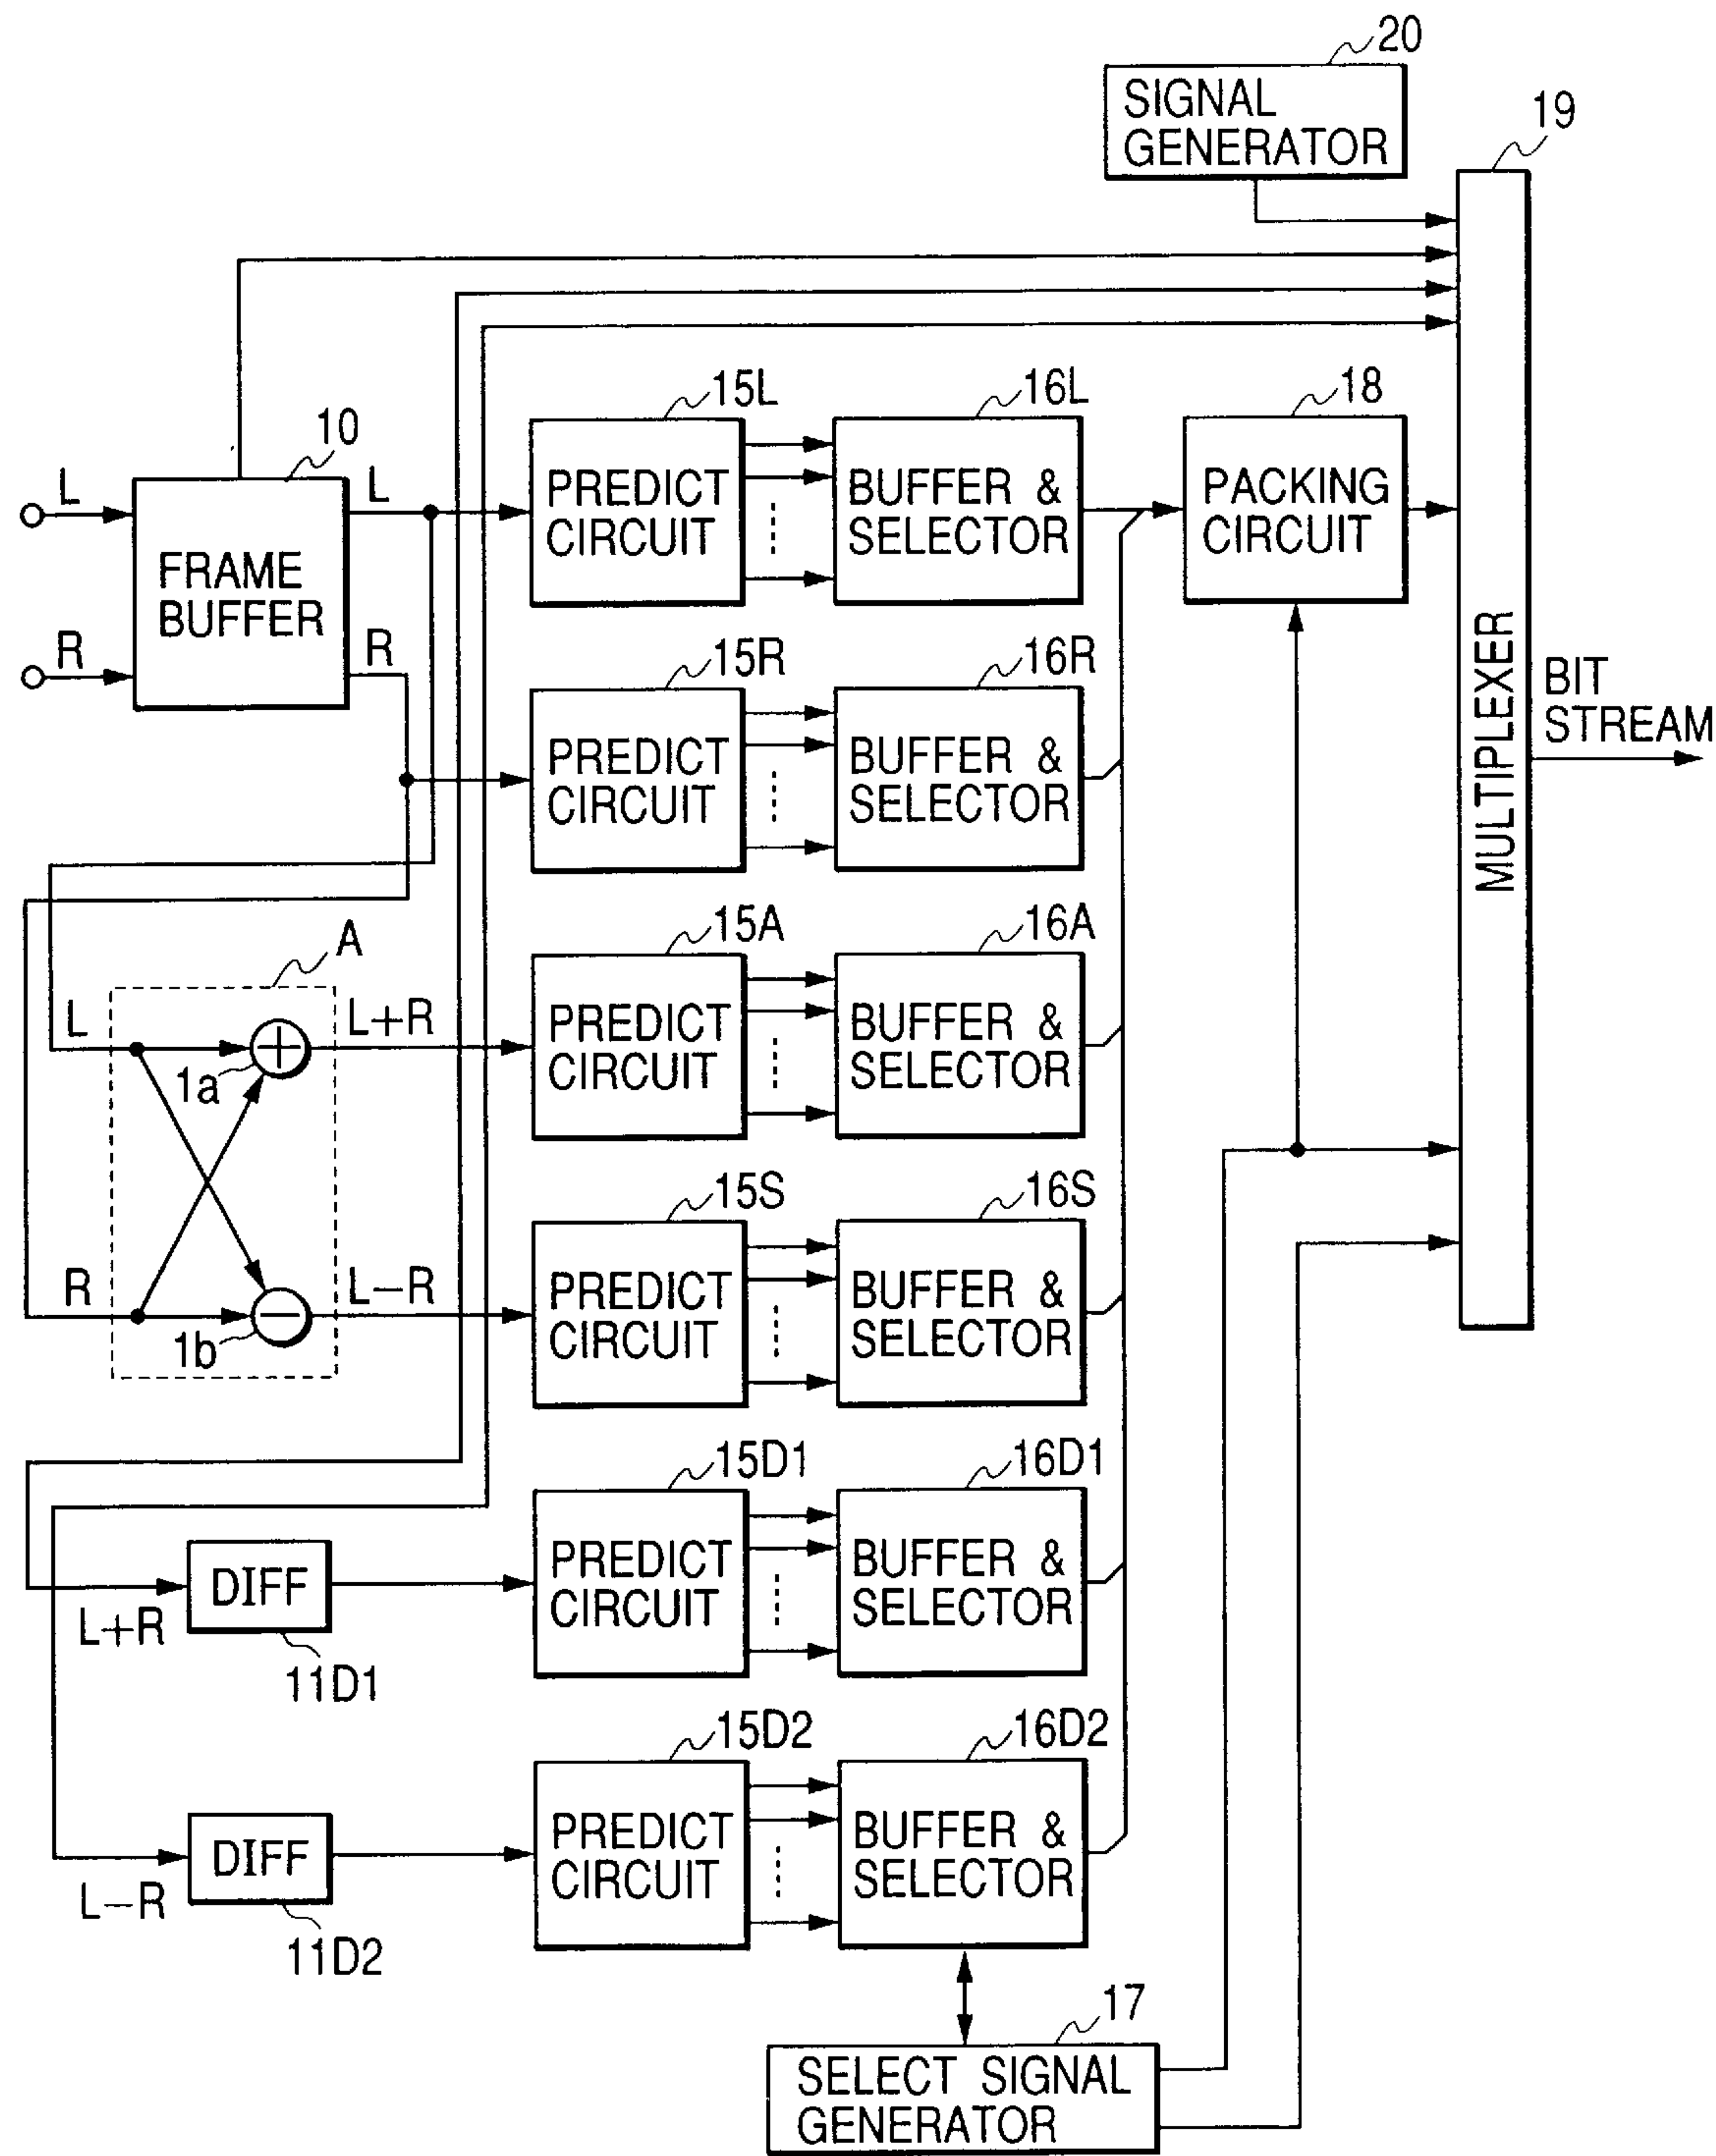 20
SIGNAL
GENERATOR
19
15L
16L
18
10
L
L
PREDICT
CIRCUIT
BUFFER &
SELECTOR
PACKING
CIRCUIT
FRAME
BUFFER
R
R
15R
16R
MULTIPLEXER
BIT
STREAM
PREDICT
CIRCUIT
BUFFER &
SELECTOR
A
15A
16A
L
L+R
1a
PREDICT
CIRCUIT
BUFFER &
SELECTOR
15S
16S
R
L−R
1b
PREDICT
CIRCUIT
BUFFER &
SELECTOR
15D1
16D1
DIFF
L+R
11D1
PREDICT
CIRCUIT
BUFFER &
SELECTOR
15D2
16D2
DIFF
L−R
11D2
PREDICT
CIRCUIT
BUFFER &
SELECTOR
17
SELECT SIGNAL
GENERATOR